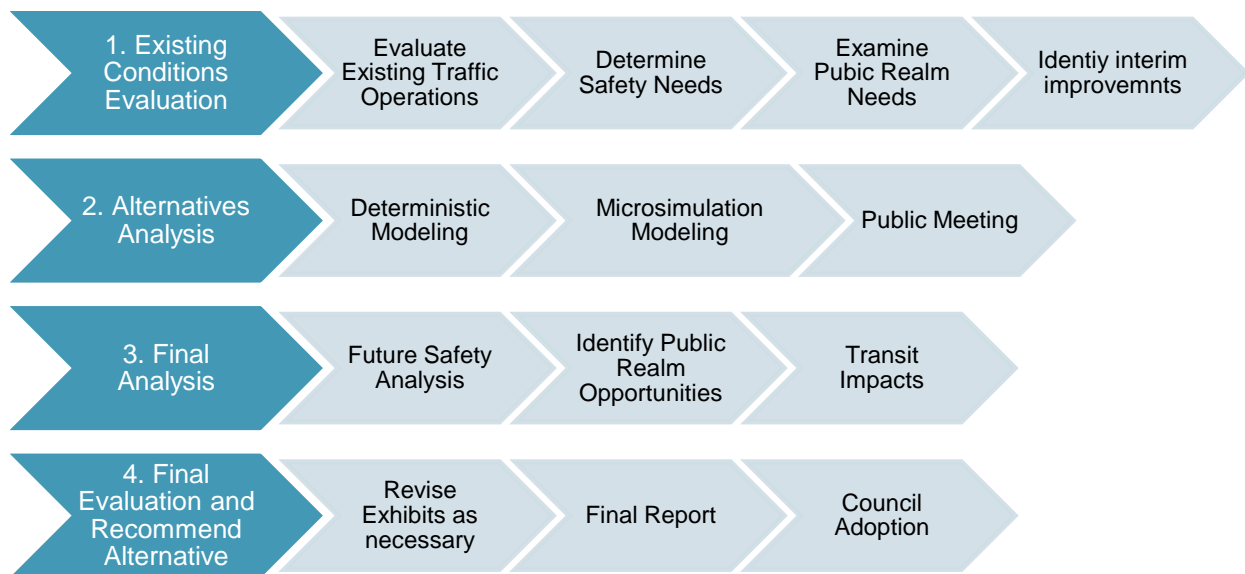 1. Existing
Conditions
Evaluation
Evaluate
Existing Traffic
Operations
Determine
Safety Needs
Examine
Pubic Realm
Needs
Identiy interim
improvemnts
2. Alternatives
Analysis
Deterministic
Modeling
Microsimulation
Modeling
Public Meeting
3. Final
Analysis
Future Safety
Analysis
Identify Public
Realm
Opportunities
Transit
Impacts
4. Final
Evaluation and
Recommend
Alternative
Revise
Exhibits as
necessary
Final Report
Council
Adoption